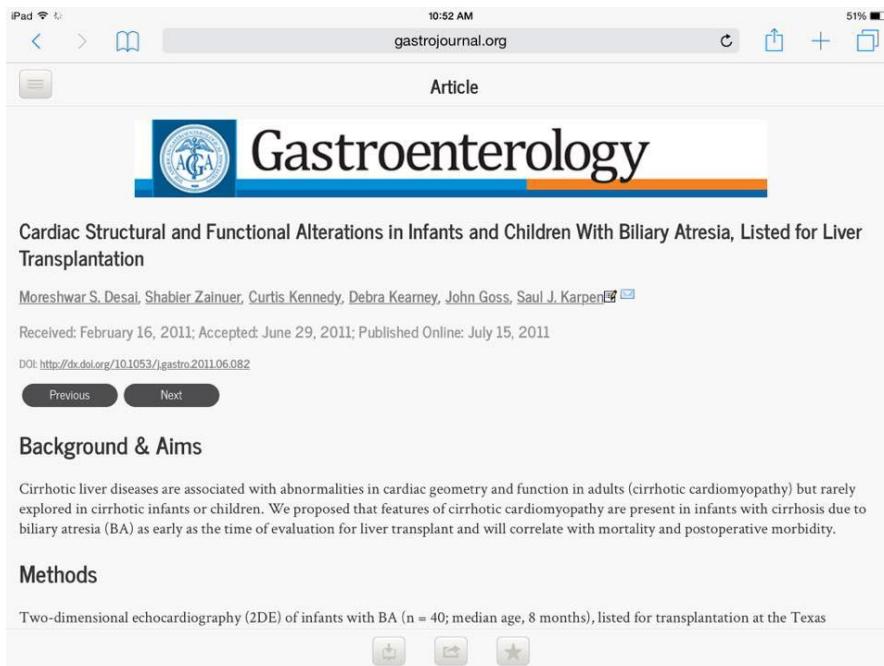 iPad
10:52 AM
51%
gastrojournal.org
Article
AGA
Gastroenterology
Cardiac Structural and Functional Alterations in Infants and Children With Biliary Atresia, Listed for Liver
Transplantation
Moreshwar S. Desai, Shabier Zainuer, Curtis Kennedy, Debra Kearney, John Goss, Saul J. Karpen
Received: February 16, 2011; Accepted: June 29, 2011; Published Online: July 15, 2011
DOI: http://dx.doi.org/10.1053/j.gastro.2011.06.082
Previous Next
Background & Aims
Cirrhotic liver diseases are associated with abnormalities in cardiac geometry and function in adults (cirrhotic cardiomyopathy) but rarely
explored in cirrhotic infants or children. We proposed that features of cirrhotic cardiomyopathy are present in infants with cirrhosis due to
biliary atresia (BA) as early as the time of evaluation for liver transplant and will correlate with mortality and postoperative morbidity.
Methods
Two-dimensional echocardiography (2DE) of infants with BA (n = 40; median age, 8 months), listed for transplantation at the Texas